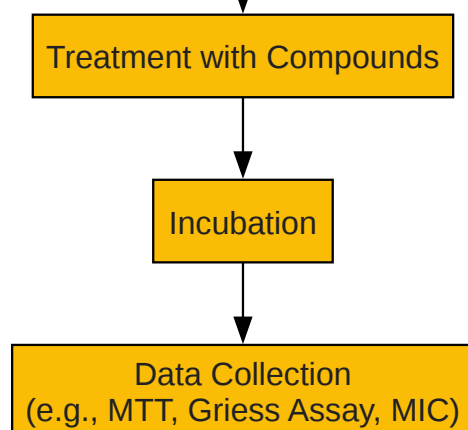 Treatment with Compounds
Incubation
Data Collection
(e.g., MTT, Griess Assay, MIC)